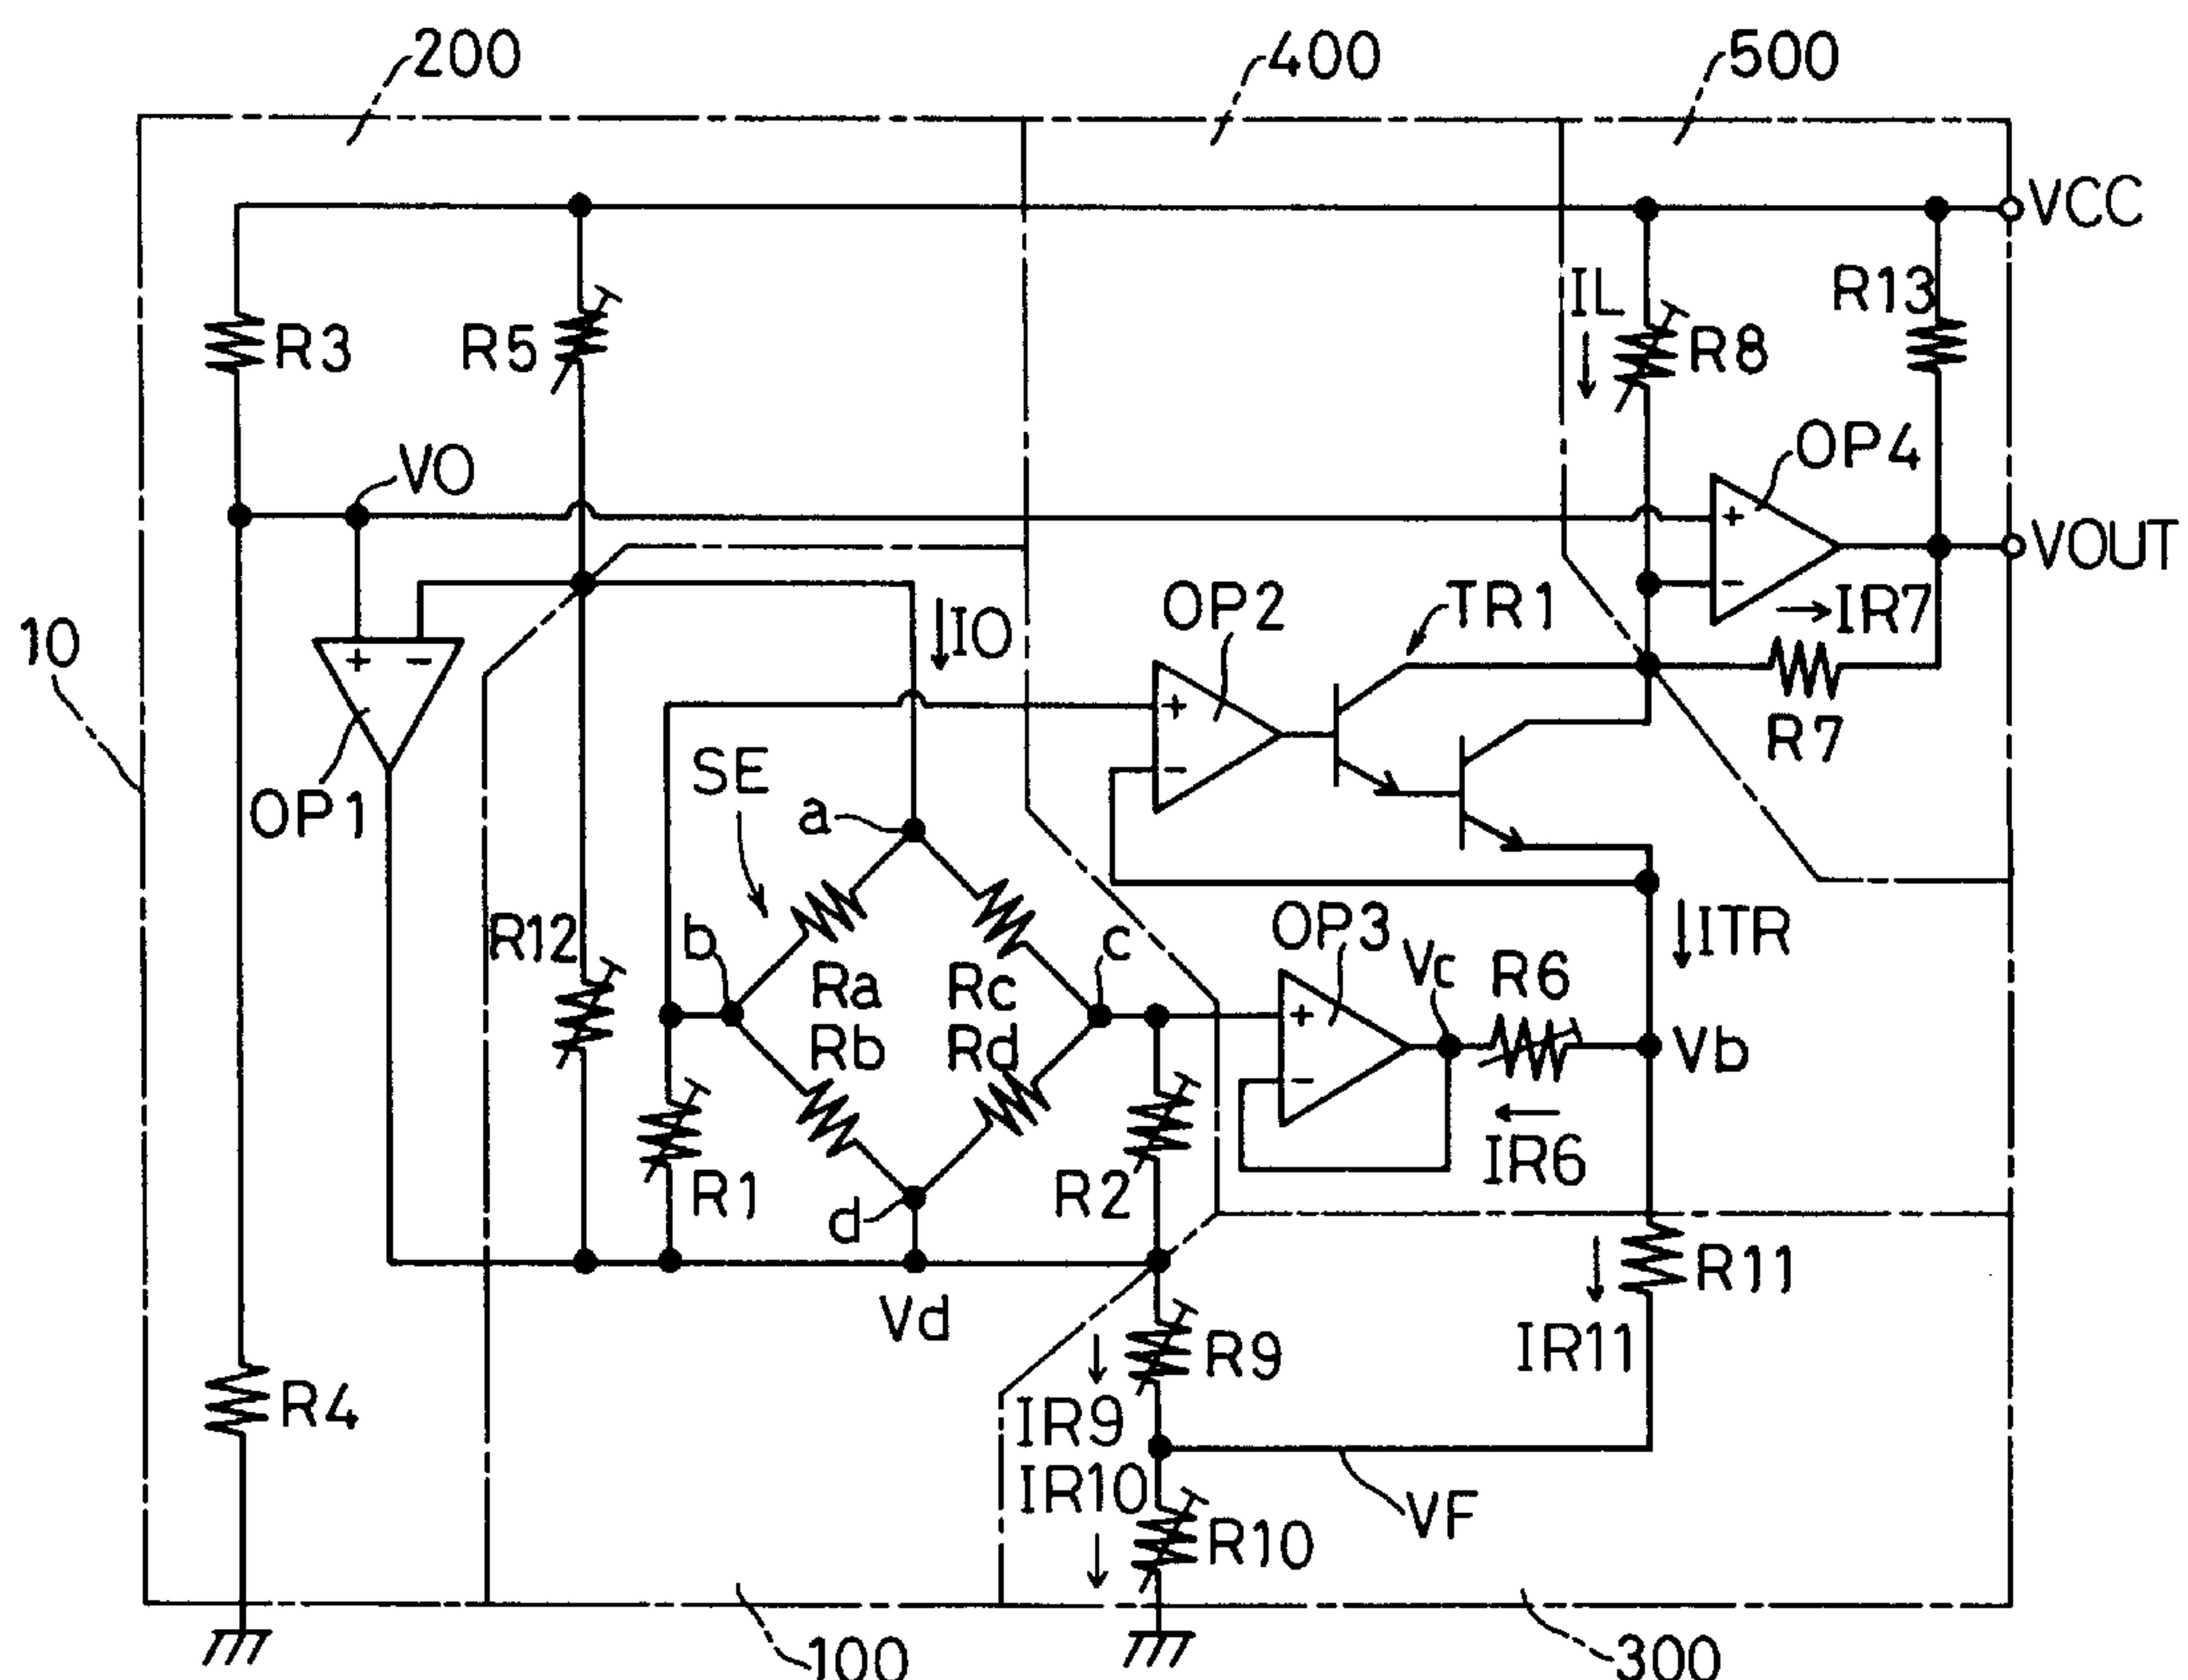 200
400
500
VCC
IL
R13
R3
R5
R8
VO
OP4
+
VOUT
−
OP2
TR1
IR7
10
IO
+ −
+
R7
SE
−
OP1
a
R12
b
c
OP3
Vc
R6
ITR
Ra
Rc
+
Rb
Rd
Vb
−
R1
R2
IR6
d
R11
Vd
R9
IR11
R4
IR9
IR10
VF
R10
100
300